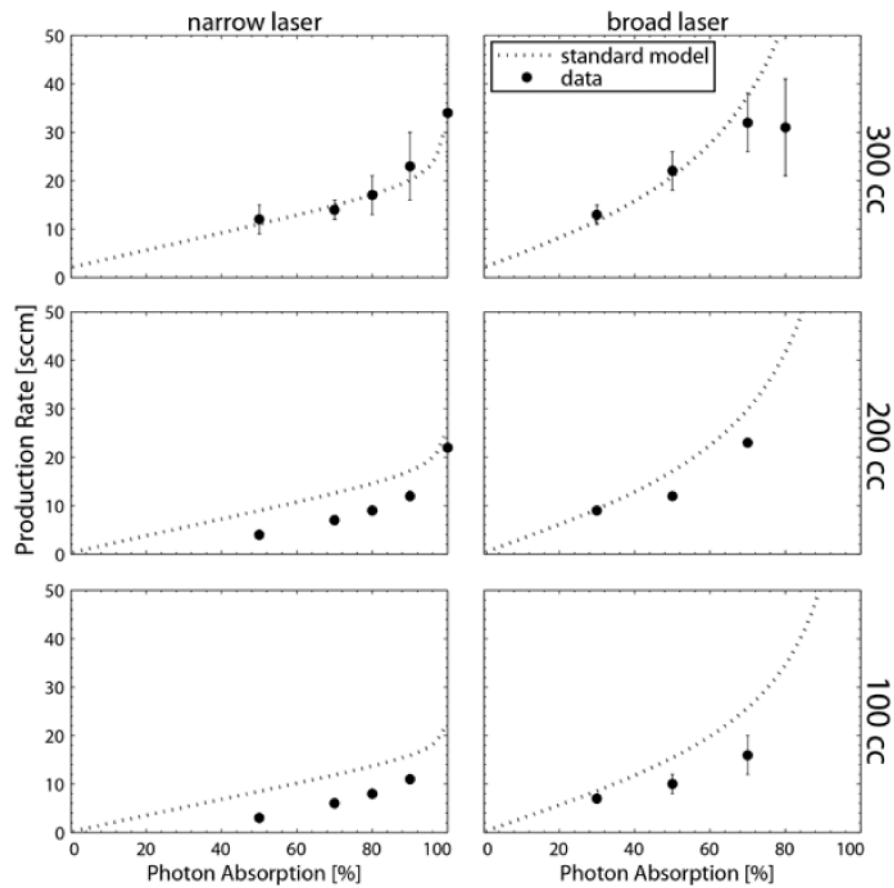 narrow laser
broad laser
50
40
30
20
10
0
standard model
data
300 cc
50
40
30
20
10
0
200 cc
Production Rate [sccm]
50
40
30
20
10
0
100 cc
0 20 40 60 80 100
0 20 40 60 80 100
Photon Absorption [%]
Photon Absorption [%]